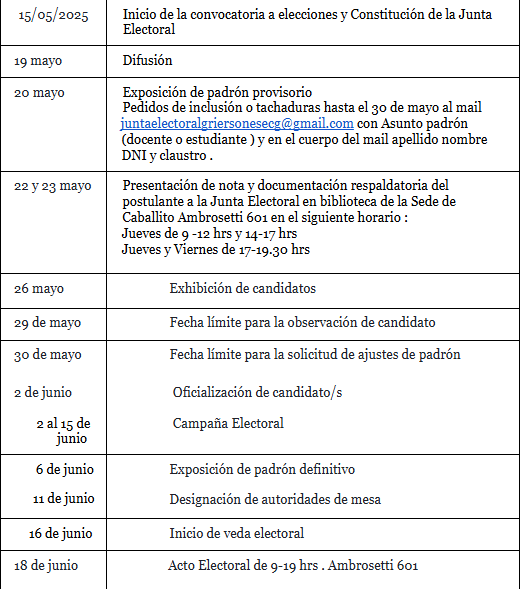 15/05/2025 Inicio de la convocatoria a elecciones y Constitución de la Junta
Electoral
19 mayo Difusión
20 mayo Exposición de padrón provisorio
Pedidos de inclusión o tachaduras hasta el 30 de mayo al mail
juntaelectoralgriersonesecg@gmail.com con Asunto padrón
(docente o estudiante ) y en el cuerpo del mail apellido nombre
DNI y claustro .
22 y 23 mayo Presentación de nota y documentación respaldatoria del
postulante a la Junta Electoral en biblioteca de la Sede de
Caballito Ambrosetti 601 en el siguiente horario :
Jueves de 9 -12 hrs y 14-17 hrs
Jueves y Viernes de 17-19.30 hrs
26 mayo Exhibición de candidatos
29 de mayo Fecha límite para la observación de candidato
30 de mayo Fecha límite para la solicitud de ajustes de padrón
2 de junio Oficialización de candidato/s
2 al 15 de Campaña Electoral
junio
6 de junio Exposición de padrón definitivo
11 de junio Designación de autoridades de mesa
16 de junio Inicio de veda electoral
18 de junio Acto Electoral de 9-19 hrs . Ambrosetti 601